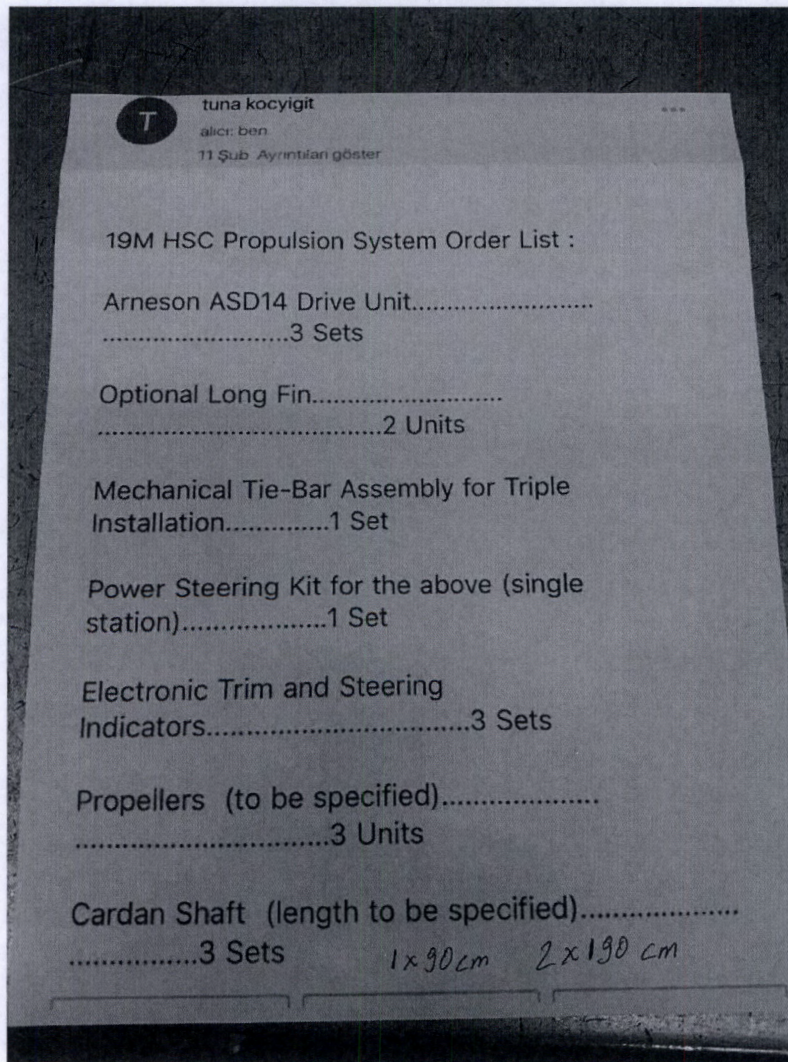 T
tuna kocyigit
alıcı: ben
11 Şub Ayrıntıları göster
19M HSC Propulsion System Order List :
Arneson ASD14 Drive Unit............................
............................3 Sets
Optional Long Fin............................
.....................................2 Units
Mechanical Tie-Bar Assembly for Triple
Installation..............1 Set
Power Steering Kit for the above (single
station)...................1 Set
Electronic Trim and Steering
Indicators..................................3 Sets
Propellers (to be specified)....................
.................................3 Units
Cardan Shaft (length to be specified)....................
.................3 Sets 1x90cm 2x190 cm